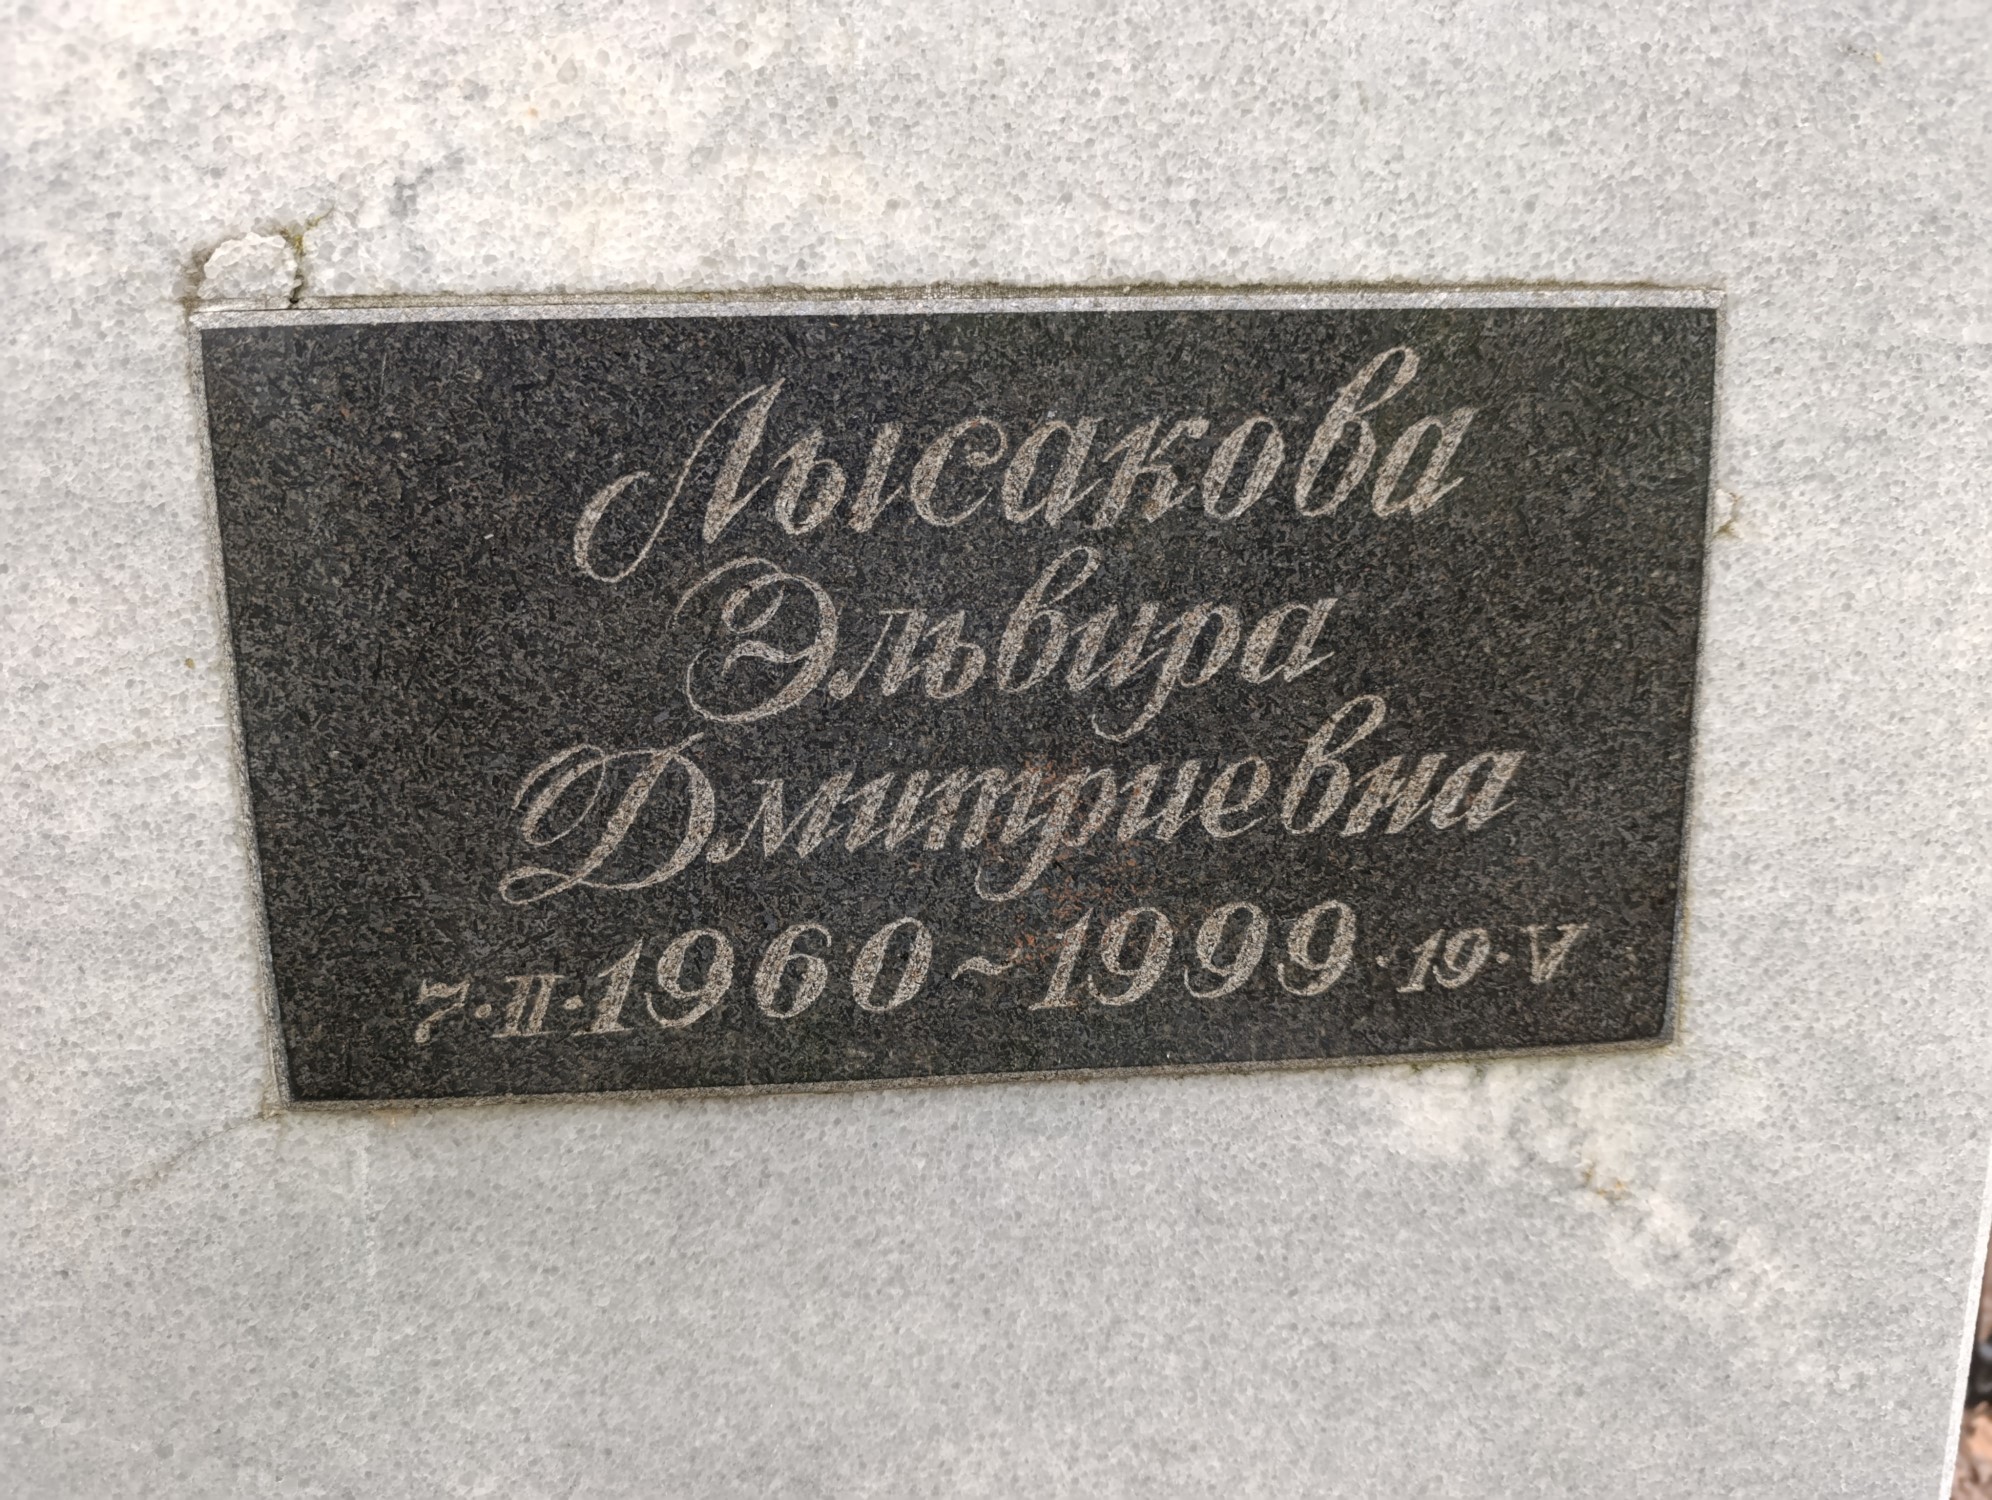 Лысакова
Эльвира
Дмитриевна
7·II·1960~1999·19·V